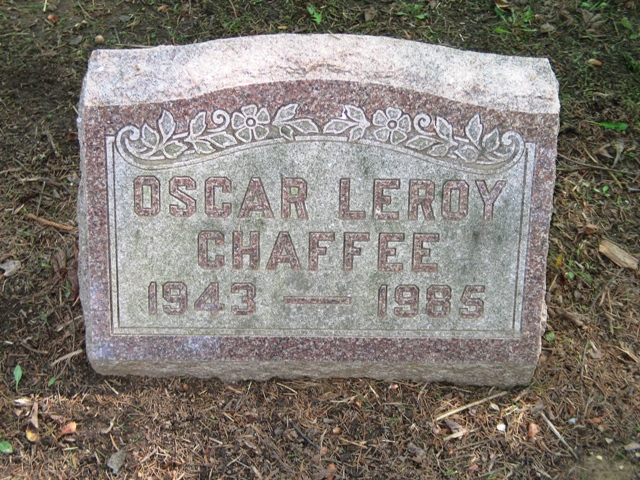 OSCAR LEROY
CHAFFEE
1943 — 1985